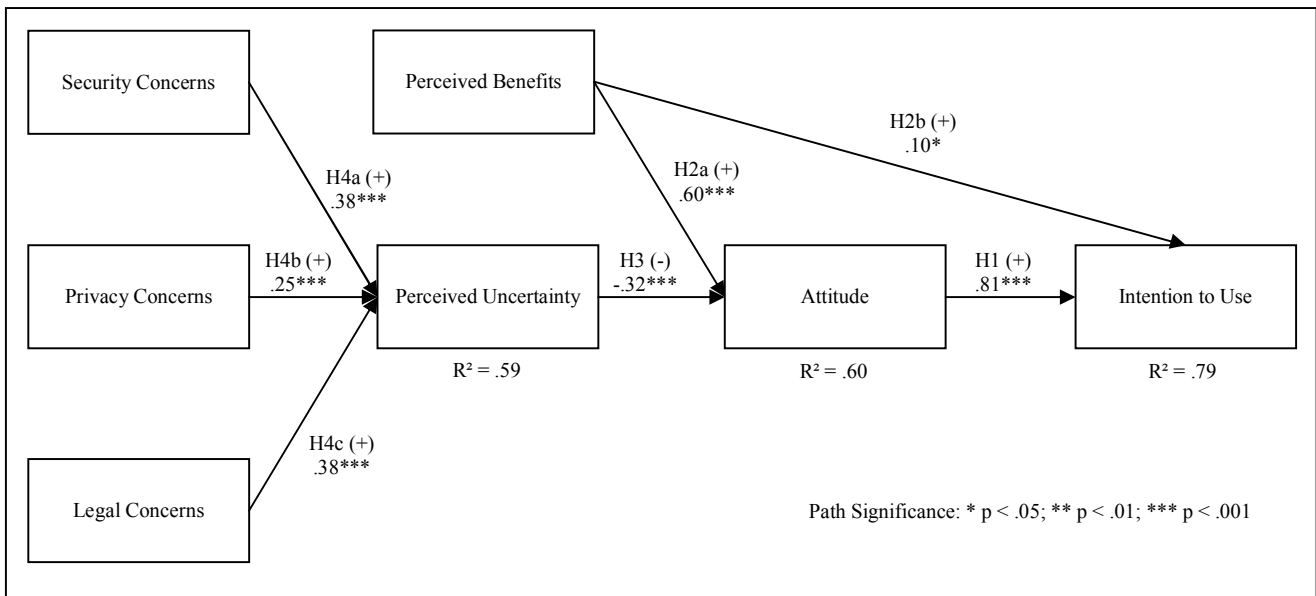 Security Concerns
Perceived Benefits
H2b (+)
.10*
H4a (+)
.38***
H2a (+)
.60***
Privacy Concerns
H4b (+)
.25***
Perceived Uncertainty
H3 (-)
-.32***
Attitude
H1 (+)
.81***
Intention to Use
R² = .59
R² = .60
R² = .79
H4c (+)
.38***
Legal Concerns
Path Significance: * p < .05; ** p < .01; *** p < .001